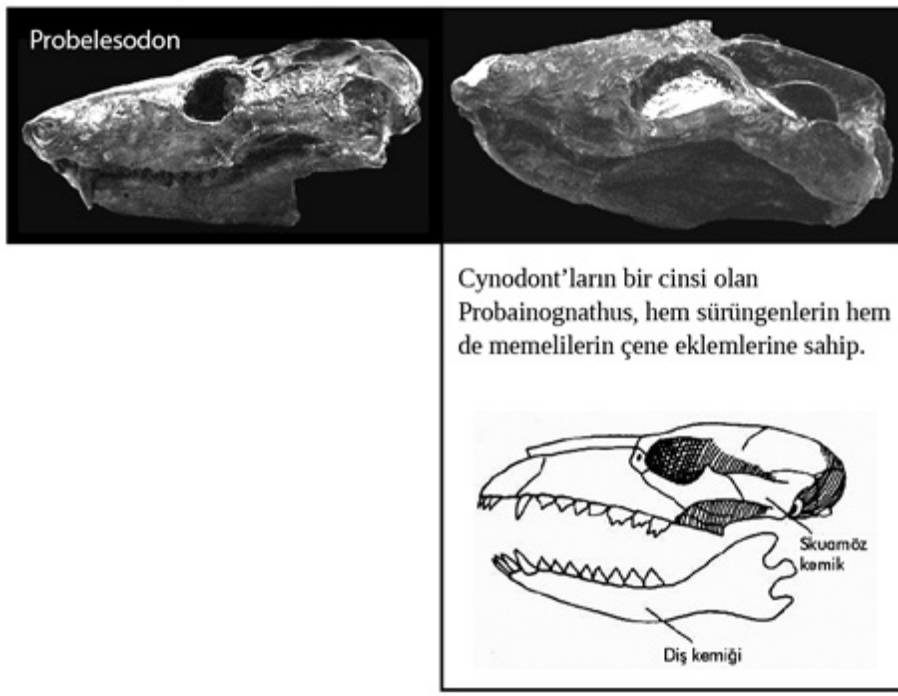 Probelesodon
Cynodont’ların bir cinsi olan
Probainognathus, hem sürüngenlerin hem
de memelilerin çene eklemlerine sahip.
Skuamöz
kemik
Diş kemiği